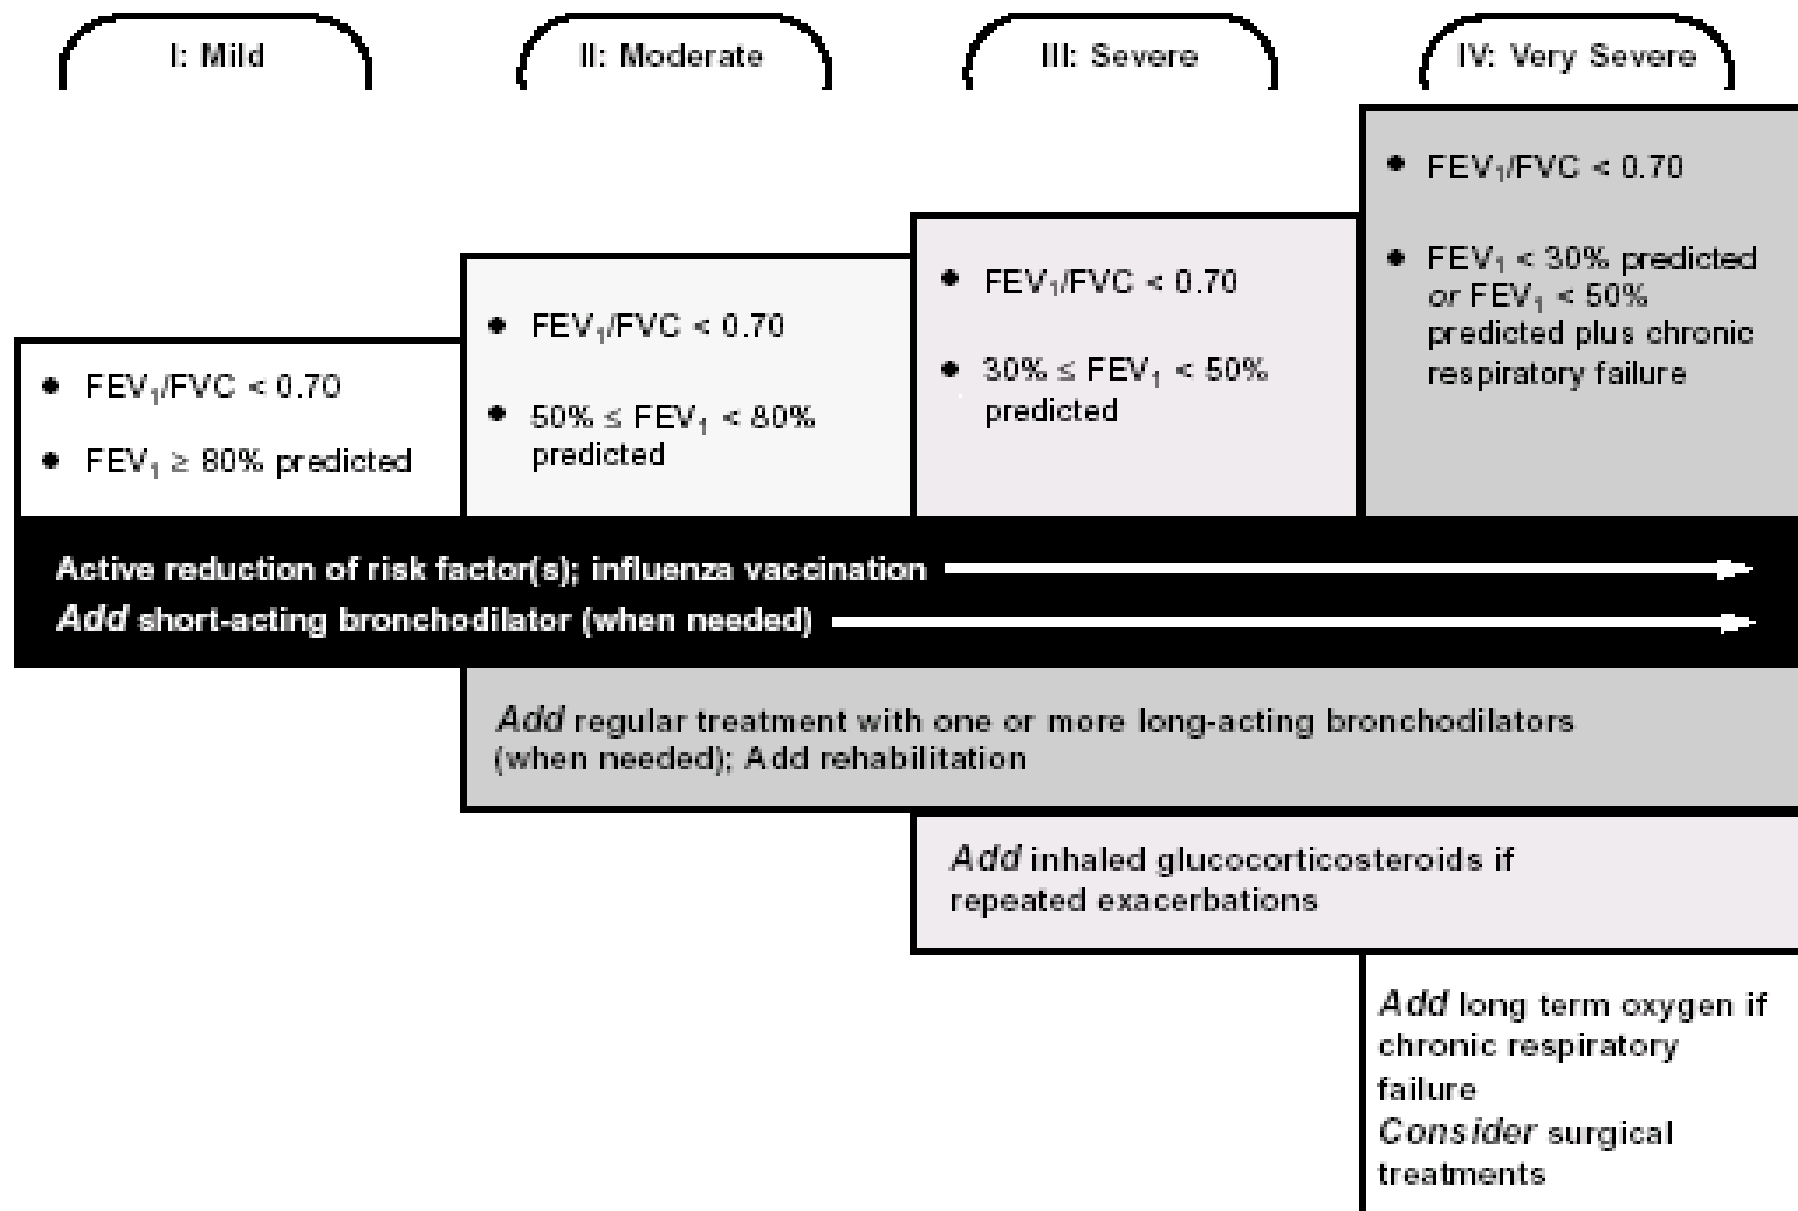 I: Mild
II: Moderate
III: Severe
IV: Very Severe
• FEV₁/FVC < 0.70
• FEV₁ ≥ 80% predicted
• FEV₁/FVC < 0.70
• 50% ≤ FEV₁ < 80%
predicted
• FEV₁/FVC < 0.70
• 30% ≤ FEV₁ < 50%
predicted
• FEV₁/FVC < 0.70
• FEV₁ < 30% predicted
or FEV₁ < 50%
predicted plus chronic
respiratory failure
Active reduction of risk factor(s); influenza vaccination
Add short-acting bronchodilator (when needed)
Add regular treatment with one or more long-acting bronchodilators
(when needed); Add rehabilitation
Add inhaled glucocorticosteroids if
repeated exacerbations
Add long term oxygen if
chronic respiratory
failure
Consider surgical
treatments